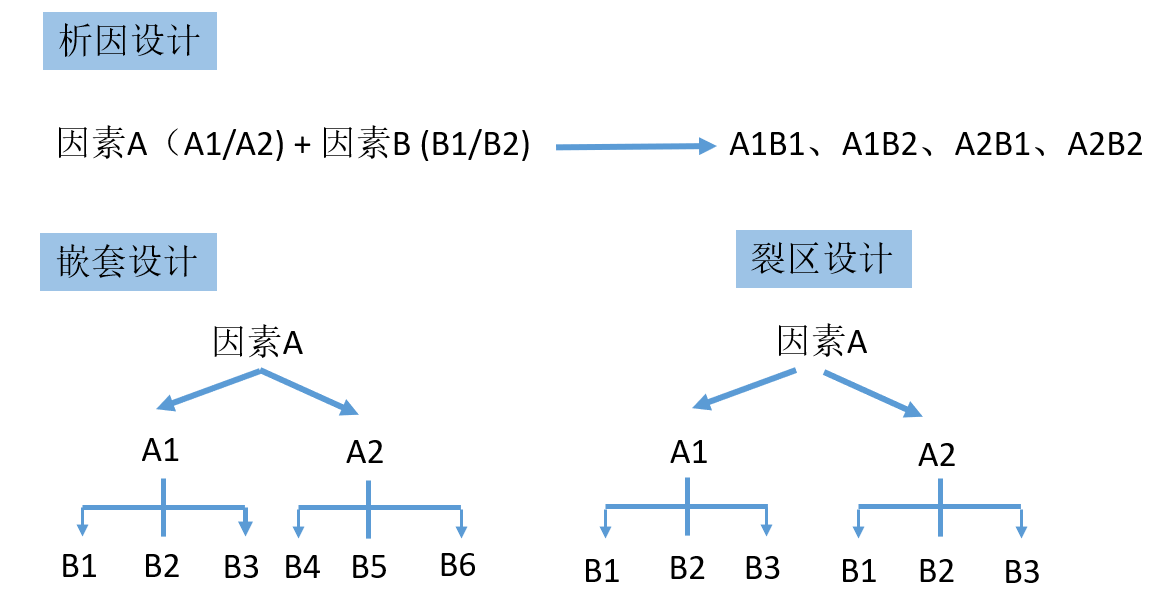 析因设计
因素A（A1/A2) + 因素B (B1/B2) A1B1、A1B2、A2B1、A2B2
嵌套设计
因素A
A1 A2
B1 B2 B3 B4 B5 B6
裂区设计
因素A
A1 A2
B1 B2 B3 B1 B2 B3